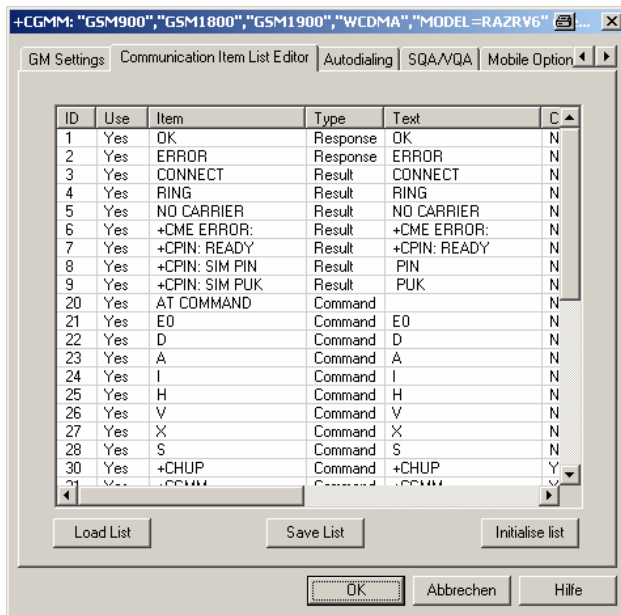 +CGMM: "GSM900","GSM1800","GSM1900","WCDMA","MODEL=RAZRV6" ...
GM Settings Communication Item List Editor Autodialing SQA/VQA Mobile Option
ID Use Item Type Text C
1 Yes OK Response OK N
2 Yes ERROR Response ERROR N
3 Yes CONNECT Result CONNECT N
4 Yes RING Result RING N
5 Yes NO CARRIER Result NO CARRIER N
6 Yes +CME ERROR: Result +CME ERROR: N
7 Yes +CPIN: READY Result +CPIN: READY N
8 Yes +CPIN: SIM PIN Result PIN N
9 Yes +CPIN: SIM PUK Result PUK N
20 Yes AT COMMAND Command N
21 Yes E0 Command E0 N
22 Yes D Command D N
23 Yes A Command A N
24 Yes I Command I N
25 Yes H Command H N
26 Yes V Command V N
27 Yes X Command X N
28 Yes S Command S N
30 Yes +CHUP Command +CHUP Y
31 Yes +CGMM Command +CGMM Y
Load List Save List Initialise list
OK Abbrechen Hilfe